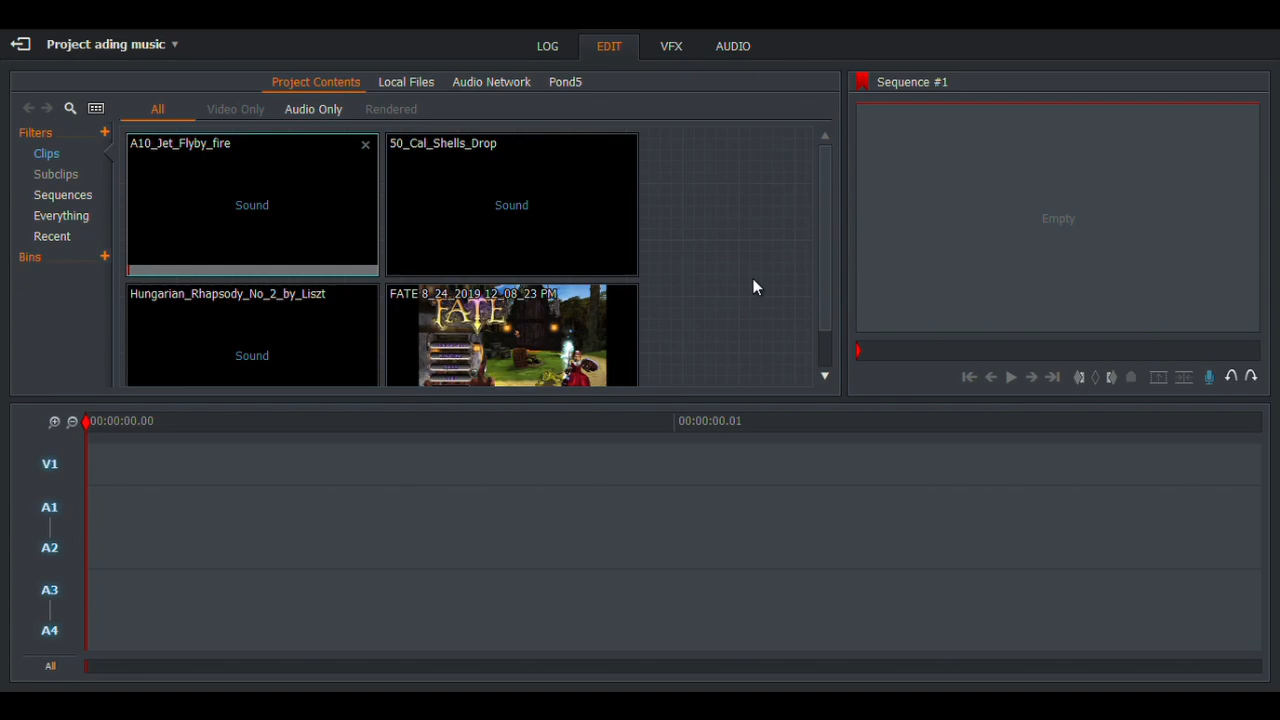 Project ading music
LOG EDIT VFX AUDIO
Project Contents Local Files Audio Network Pond5
Sequence #1
All Video Only Audio Only Rendered
Filters +
Clips
Subclips
Sequences
Everything
Recent
Bins +
A10_Jet_Flyby_fire
Sound
50_Cal_Shells_Drop
Sound
Hungarian_Rhapsody_No_2_by_Liszt
Sound
FATE 8_24_2019 12_08_23 PM
FATE
Empty
00:00:00.00 00:00:00.01
V1
A1
A2
A3
A4
All